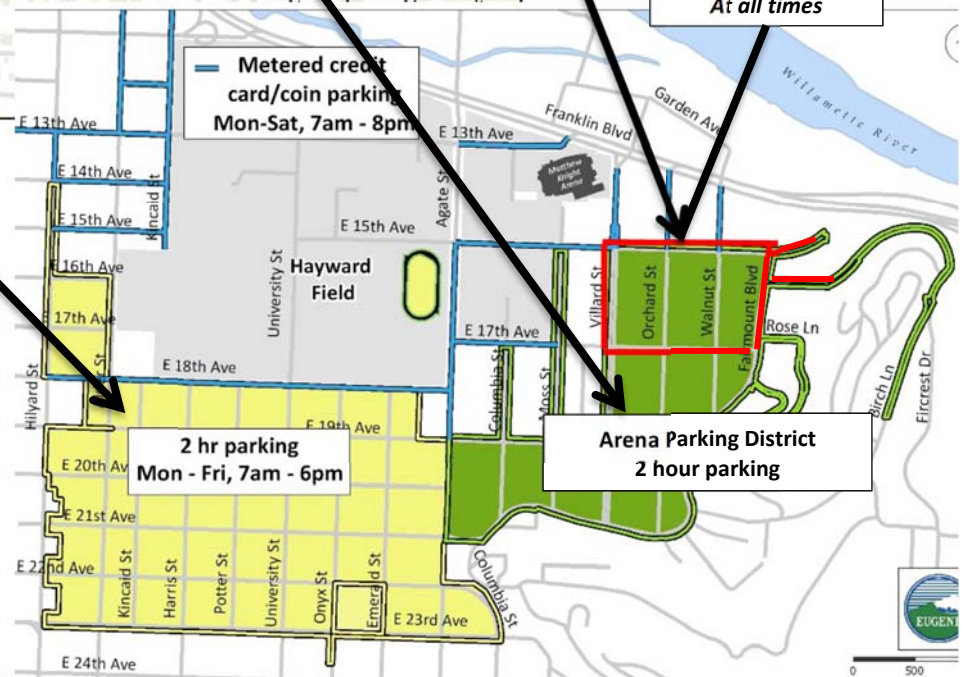 At all times
Metered credit
card/coin parking
Mon-Sat, 7am - 8pm
Willamette River
Garden Av
Franklin Blvd
E 13th Ave
E 13th Ave
Matthew
Knight
Arena
E 14th Ave
Kincaid St
Agate St
E 15th Ave
E 15th Ave
E 16th Ave
University St
Hayward
Field
Villard St
Orchard St
Walnut St
Fairmount Blvd
E 17th Ave
E 17th Ave
Rose Ln
St
E 18th Ave
Hilyard St
Columbia St
Moss St
Birch Ln
Fircrest Dr
E 19th Ave
Arena Parking District
2 hour parking
2 hr parking
Mon - Fri, 7am - 6pm
E 20th Av
E 21st Ave
E 22nd Ave
Kincaid St
Harris St
Potter St
University St
Onyx St
Emerald St
Columbia St
E 23rd Ave
EUGENE
E 24th Ave
0 500